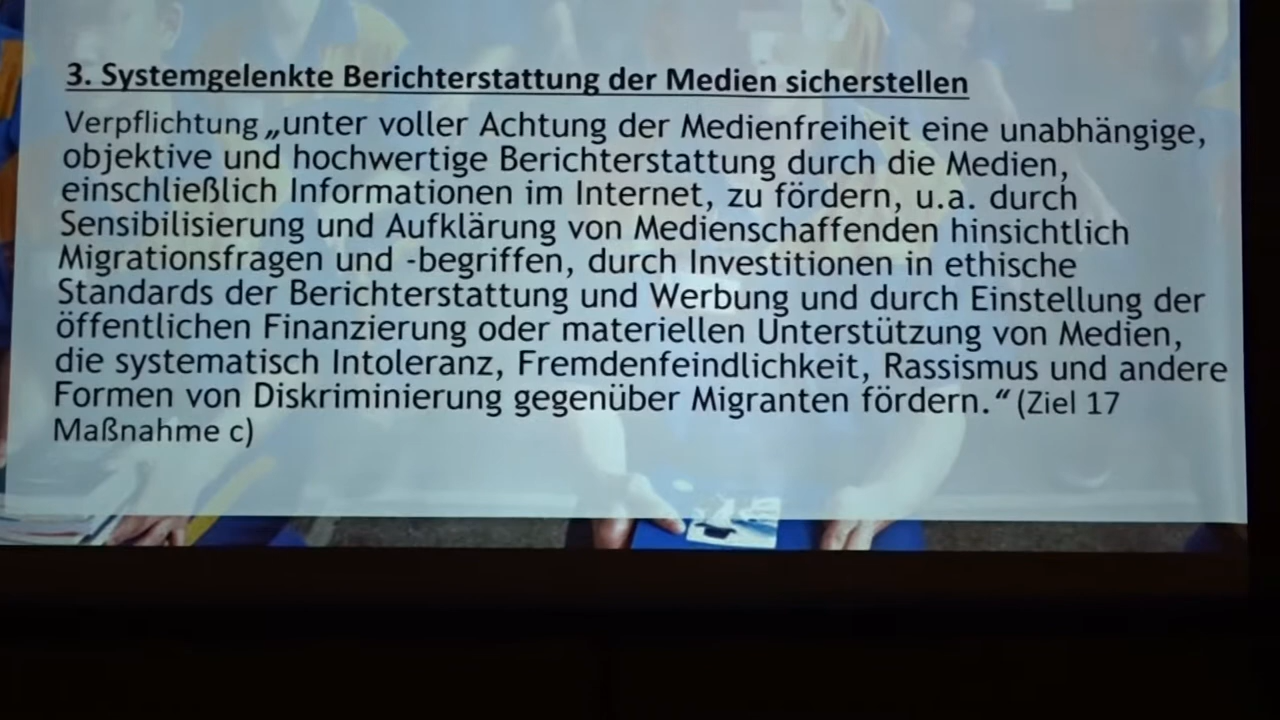 3. Systemgelenkte Berichterstattung der Medien sicherstellen
Verpflichtung „unter voller Achtung der Medienfreiheit eine unabhängige,
objektive und hochwertige Berichterstattung durch die Medien,
einschließlich Informationen im Internet, zu fördern, u.a. durch
Sensibilisierung und Aufklärung von Medienschaffenden hinsichtlich
Migrationsfragen und -begriffen, durch Investitionen in ethische
Standards der Berichterstattung und Werbung und durch Einstellung der
öffentlichen Finanzierung oder materiellen Unterstützung von Medien,
die systematisch Intoleranz, Fremdenfeindlichkeit, Rassismus und andere
Formen von Diskriminierung gegenüber Migranten fördern.“ (Ziel 17
Maßnahme c)